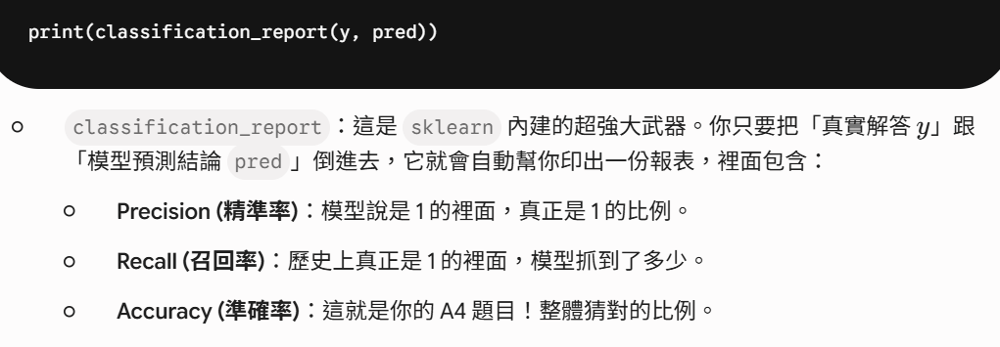 print(classification_report(y, pred))
classification_report：這是 sklearn 內建的超強大武器。你只要把「真實解答 y」跟
「模型預測結論 pred」倒進去，它就會自動幫你印出一份報表，裡面包含：
Precision (精準率)：模型說是 1 的裡面，真正是 1 的比例。
Recall (召回率)：歷史上真正是 1 的裡面，模型抓到了多少。
Accuracy (準確率)：這就是你的 A4 題目！整體猜對的比例。